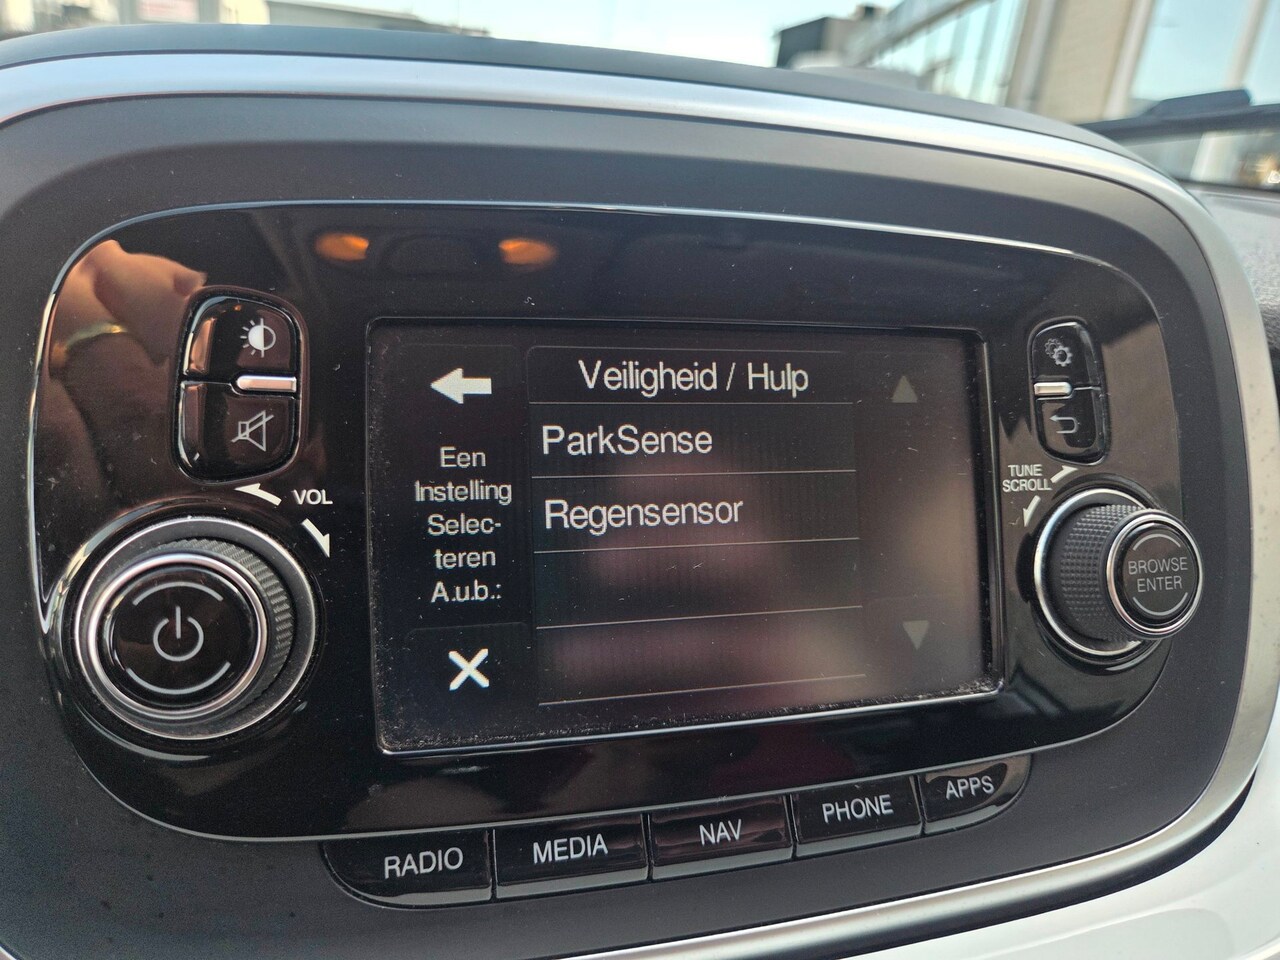 Veiligheid / Hulp
ParkSense
Regensensor
Een
Instelling
Selec-
teren
A.u.b.:
VOL
TUNE
SCROLL
BROWSE
ENTER
RADIO
MEDIA
NAV
PHONE
APPS